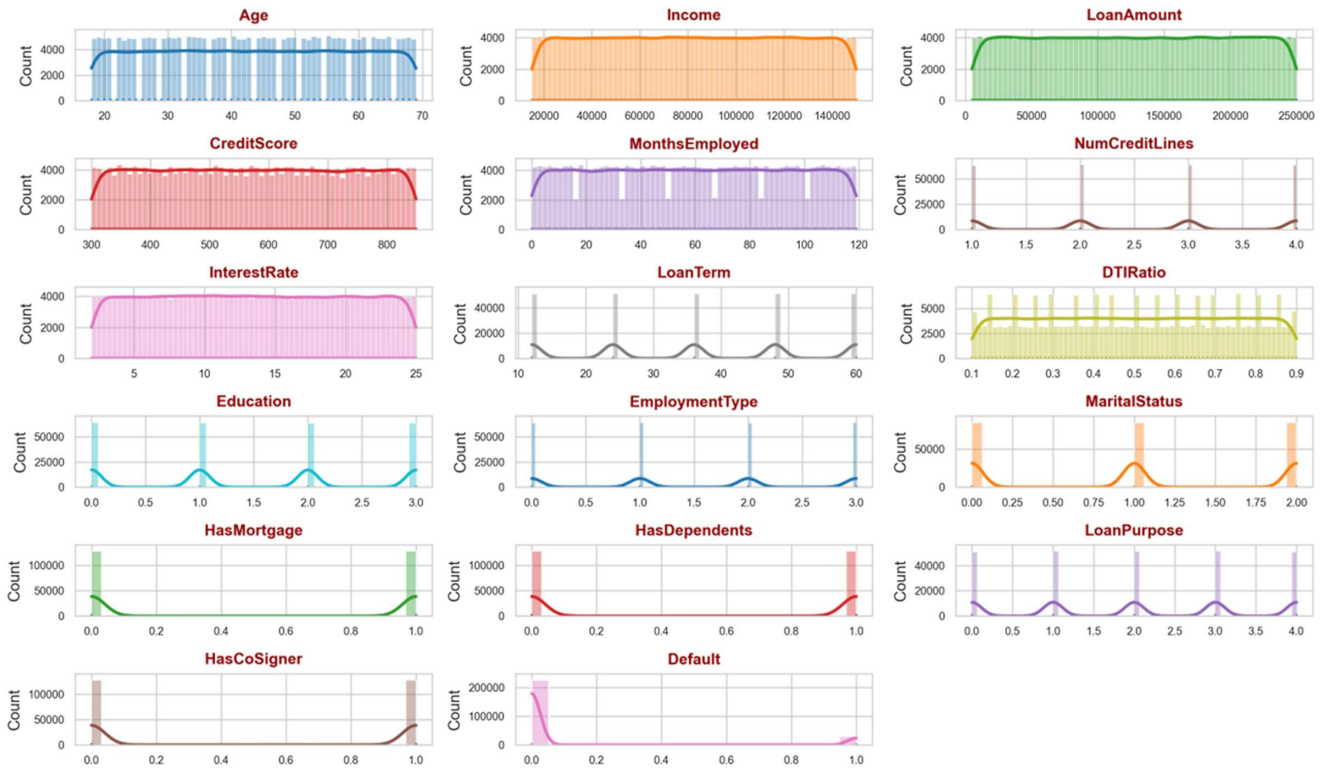 Age Income LoanAmount
Count 4000 2000 0 20 30 40 50 60 70
Count 4000 2000 0 20000 40000 60000 80000 100000 120000 140000
Count 4000 2000 0 0 50000 100000 150000 200000 250000
CreditScore MonthsEmployed NumCreditLines
Count 4000 2000 0 300 400 500 600 700 800
Count 4000 2000 0 0 20 40 60 80 100 120
Count 50000 25000 0 1.0 1.5 2.0 2.5 3.0 3.5 4.0
InterestRate LoanTerm DTIRatio
Count 4000 2000 0 5 10 15 20 25
Count 40000 20000 0 10 20 30 40 50 60
Count 5000 2500 0 0.1 0.2 0.3 0.4 0.5 0.6 0.7 0.8 0.9
Education EmploymentType MaritalStatus
Count 50000 25000 0 0.0 0.5 1.0 1.5 2.0 2.5 3.0
Count 50000 25000 0 0.0 0.5 1.0 1.5 2.0 2.5 3.0
Count 50000 0 0.00 0.25 0.50 0.75 1.00 1.25 1.50 1.75 2.00
HasMortgage HasDependents LoanPurpose
Count 100000 50000 0 0.0 0.2 0.4 0.6 0.8 1.0
Count 100000 50000 0 0.0 0.2 0.4 0.6 0.8 1.0
Count 40000 20000 0 0.0 0.5 1.0 1.5 2.0 2.5 3.0 3.5 4.0
HasCoSigner Default
Count 100000 50000 0 0.0 0.2 0.4 0.6 0.8 1.0
Count 200000 100000 0 0.0 0.2 0.4 0.6 0.8 1.0